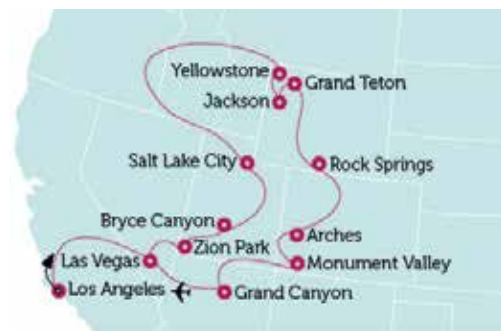 Yellowstone
Grand Teton
Jackson
Salt Lake City
Rock Springs
Bryce Canyon
Zion Park
Arches
Las Vegas
Monument Valley
Los Angeles
Grand Canyon